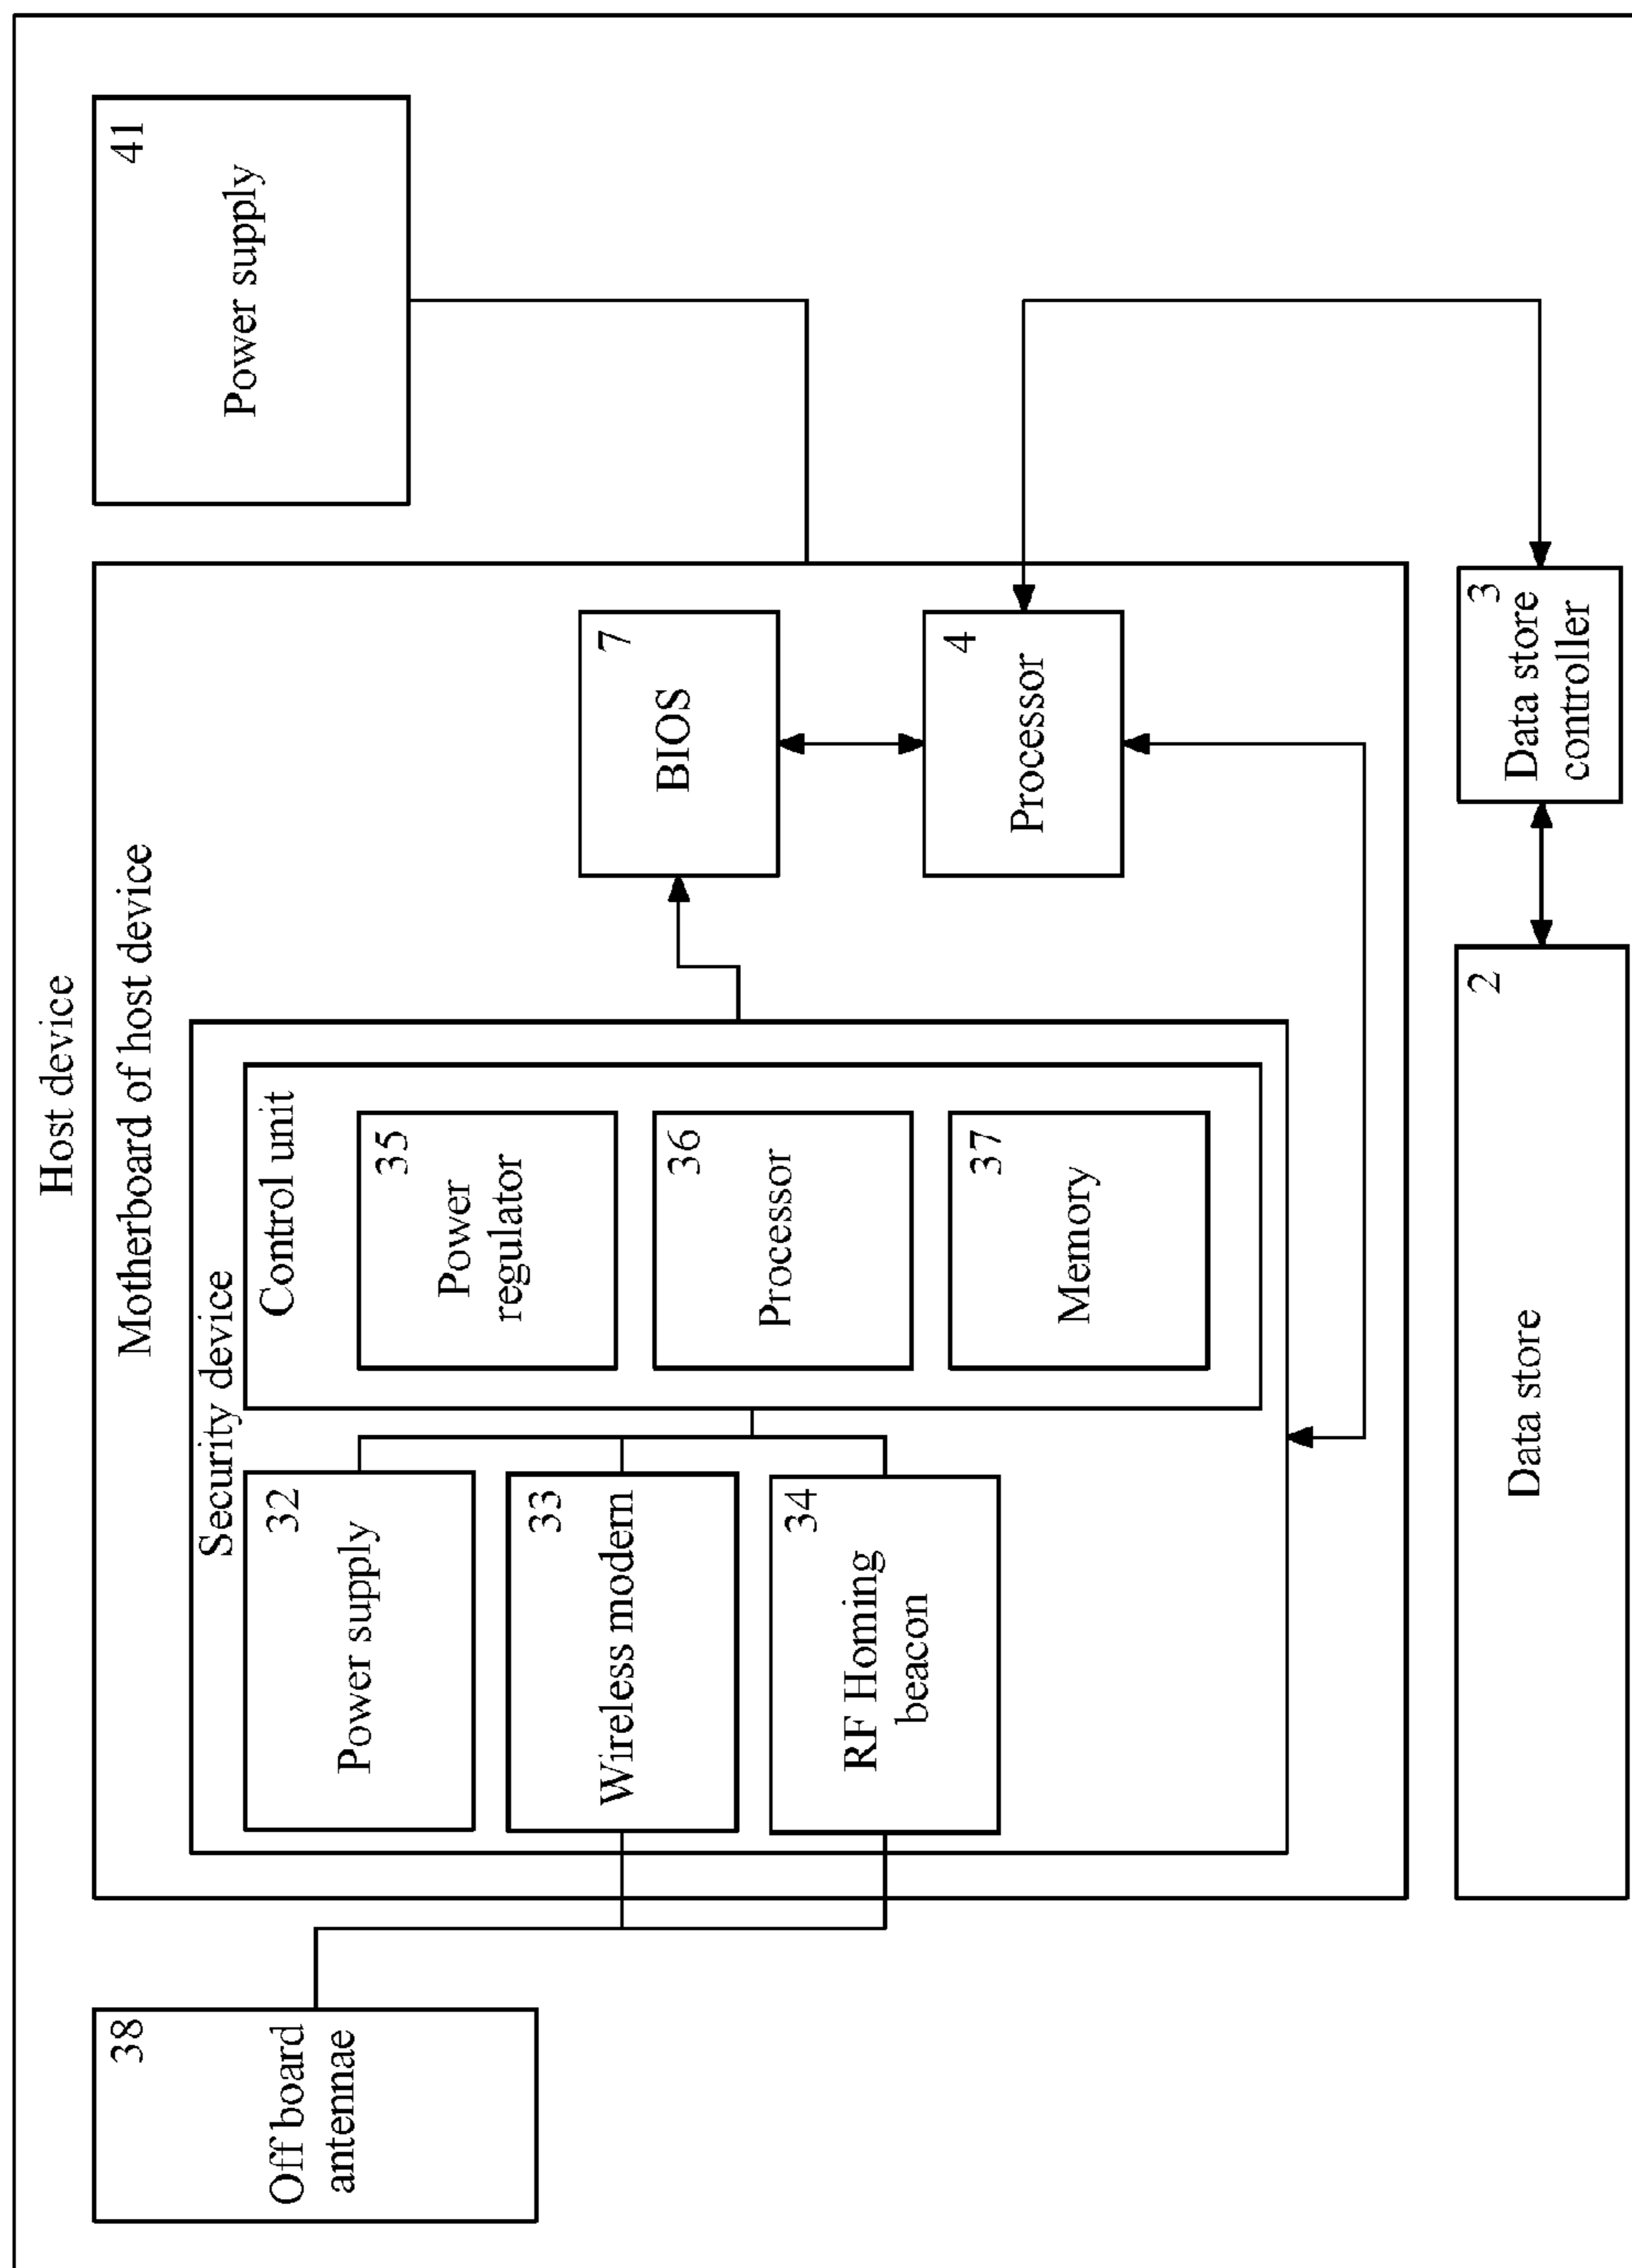 Host device
Motherboard of host device
Security device
Control unit
38
Off board
antennae
32
Power supply
33
Wireless modem
34
RF Homing
beacon
35
Power
regulator
36
Processor
37
Memory
7
BIOS
4
Processor
41
Power supply
2
Data store
3
Data store
controller